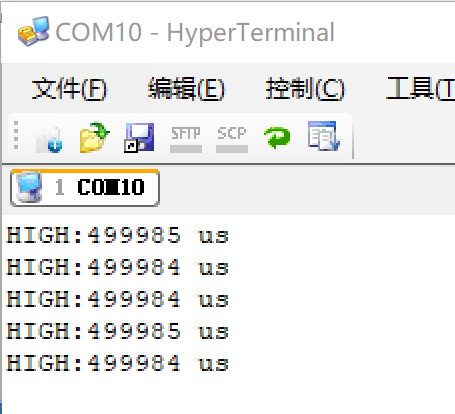 COM10 - HyperTerminal
文件(F) 编辑(E) 控制(C) 工具(T
SFTP SCP
1 COM10
HIGH:499985 us
HIGH:499984 us
HIGH:499984 us
HIGH:499985 us
HIGH:499984 us